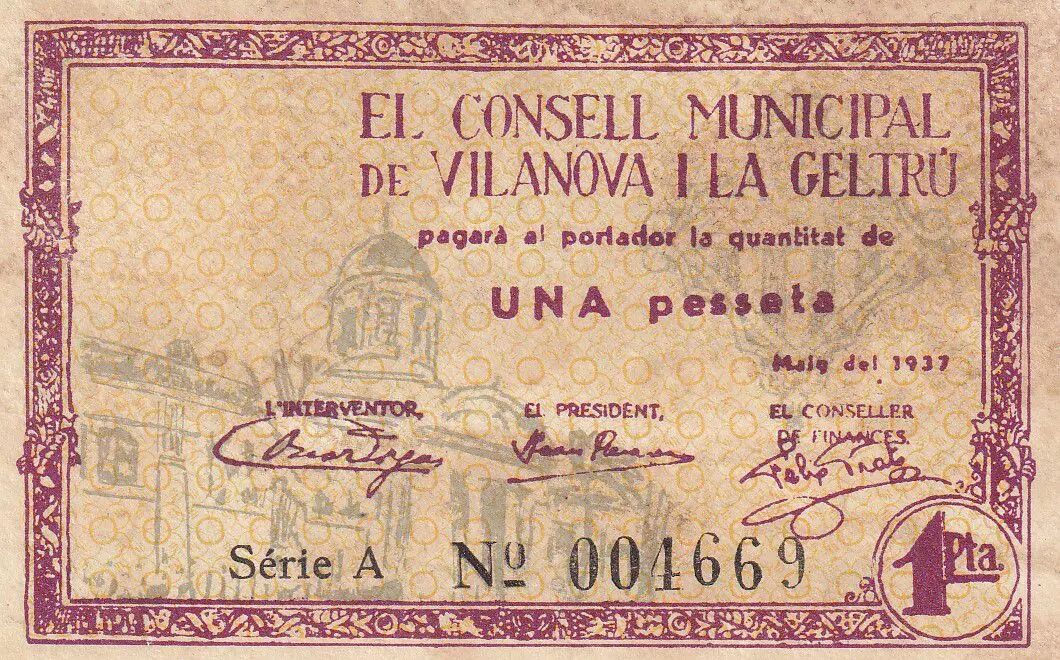 EL CONSELL MUNICIPAL
DE VILANOVA I LA GELTRÚ
pagarà al portador la quantitat de
UNA pesseta
Maig del 1937
L'INTERVENTOR,
EL PRESIDENT,
EL CONSELLER
DE FINANCES,
Série A Nº 004669
1 Pta.